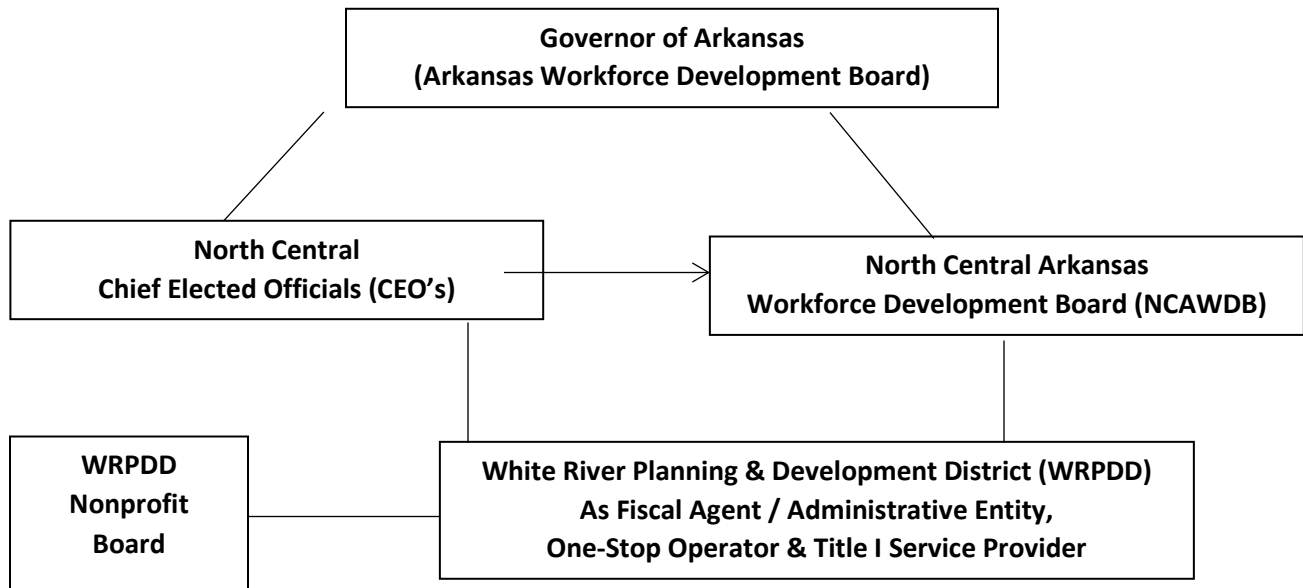 Governor of Arkansas
(Arkansas Workforce Development Board)
North Central
Chief Elected Officials (CEO’s)
North Central Arkansas
Workforce Development Board (NCAWDB)
WRPDD
Nonprofit
Board
White River Planning & Development District (WRPDD)
As Fiscal Agent / Administrative Entity,
One-Stop Operator & Title I Service Provider